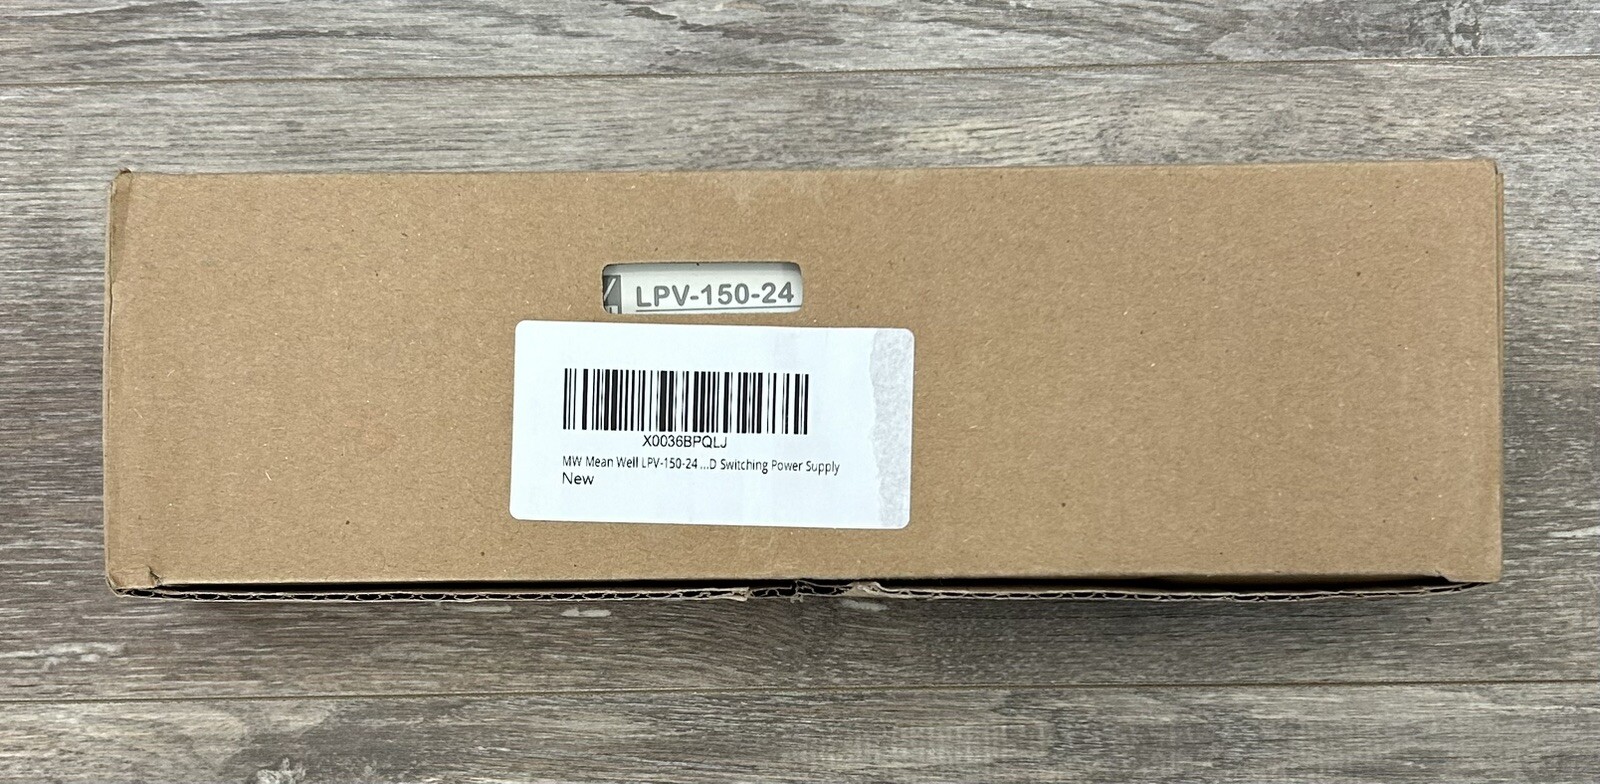 LPV-150-24
X0036BPQLJ
MW Mean Well LPV-150-24 ...D Switching Power Supply
New